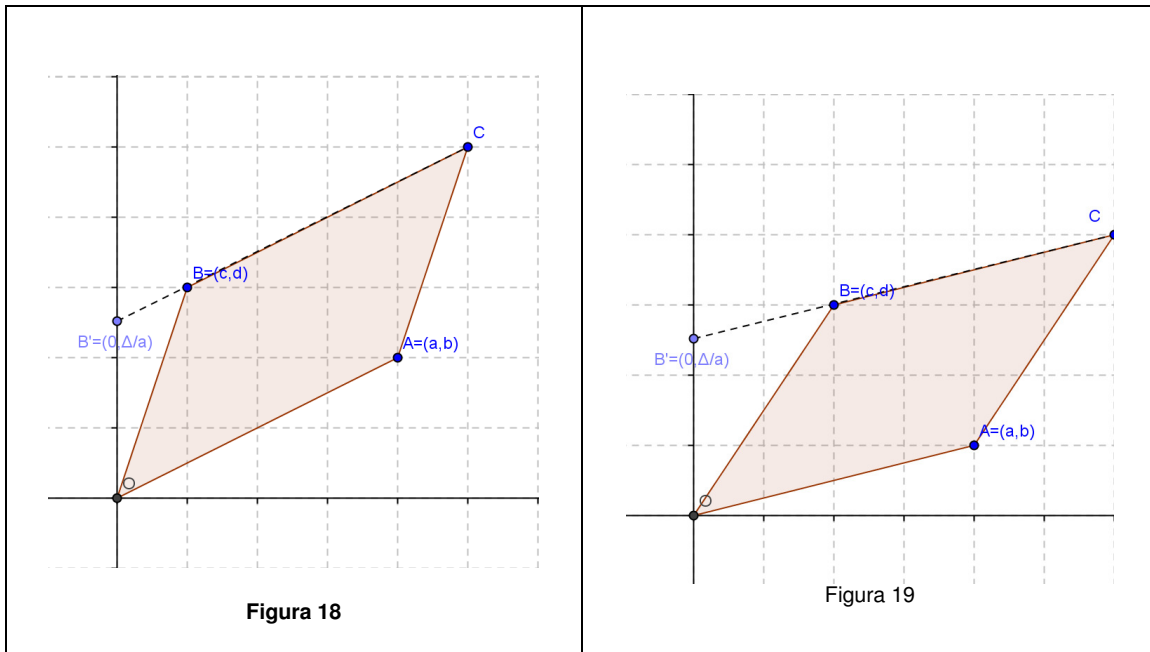 C
B=(c,d)
B'=(0,Δ/a)
A=(a,b)
O
Figura 18
C
B=(c,d)
B'=(0,Δ/a)
A=(a,b)
O
Figura 19